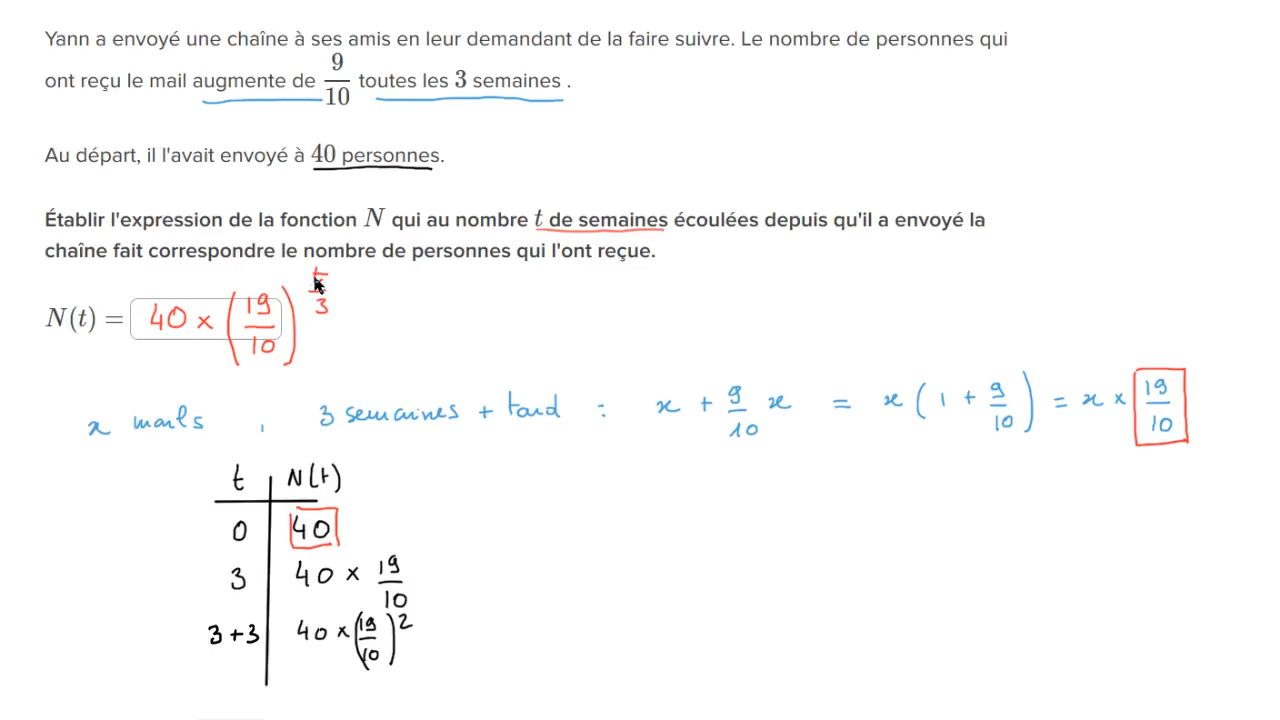 Yann a envoyé une chaîne à ses amis en leur demandant de la faire suivre. Le nombre de personnes qui
ont reçu le mail augmente de 9/10 toutes les 3 semaines .
Au départ, il l'avait envoyé à 40 personnes.
Établir l'expression de la fonction N qui au nombre t de semaines écoulées depuis qu'il a envoyé la
chaîne fait correspondre le nombre de personnes qui l'ont reçue.
N(t) = 40 × (19/10)^(t/3)
x mails , 3 semaines + tard : x + 9/10 x = x (1 + 9/10) = x × 19/10
t N(t)
0 40
3 40 × 19/10
3+3 40 × (19/10)^2